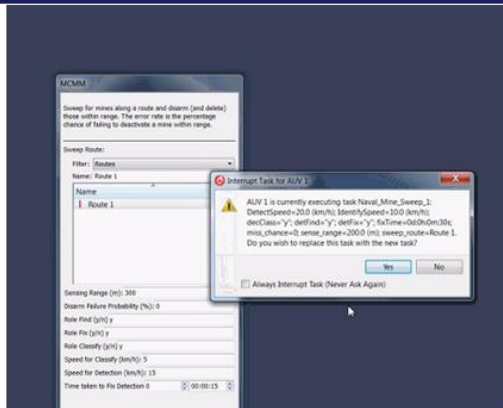 MCMM
Sweep for mines along a route and disarm (and delete)
those within range. The error rate is the percentage
chance of failing to deactivate a mine within range.
Sweep Route:
Filter: Routes
Name: Route 1
Name
Route 1
Sensing Range (m): 300
Disarm Failure Probability (%): 0
Role Find (y/n) y
Role Fix (y/n) y
Role Classify (y/n) y
Speed for Classify (km/h): 5
Speed for Detection (km/h): 15
Time taken to Fix Detection 0 00:00:15
Interrupt Task for AUV 1
AUV 1 is currently executing task Naval_Mine_Sweep_1:
DetectSpeed=20.0 (km/h); IdentifySpeed=10.0 (km/h);
decClass="y"; detFind="y"; detFix="y"; fixTime=0d:0h:0m:30s;
miss_chance=0; sense_range=200.0 (m); sweep_route=Route 1.
Do you wish to replace this task with the new task?
Yes No
Always Interrupt Task (Never Ask Again)